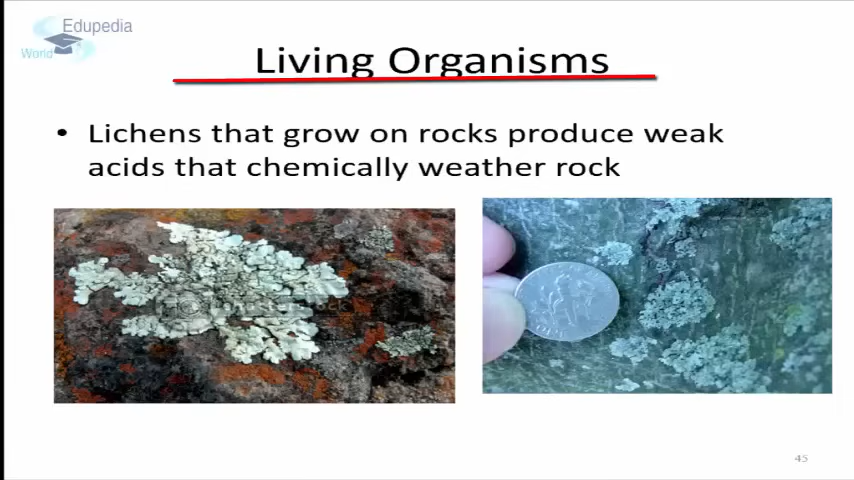 Edupedia
World
Living Organisms
• Lichens that grow on rocks produce weak
acids that chemically weather rock
45